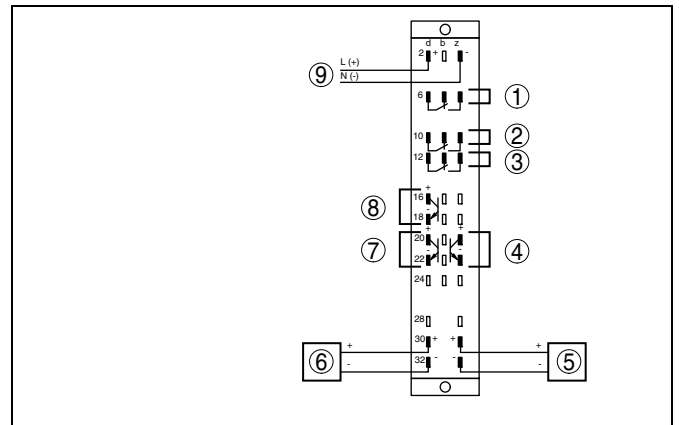 d b z
2 + -
L (+)
⑨
N (-)
6 ①
10 ②
12 ③
+
16
⑧
- 
18
+ +
20
⑦ - - ④
22
24
28
+ 30 + + +
⑥ ⑤
- 32 - - -